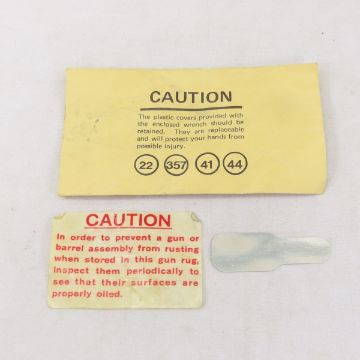 CAUTION
The plastic covers provided with
the enclosed wrench should be
retained. They are replaceable
and will protect your hands from
possible injury.
22 357 41 44
CAUTION
In order to prevent a gun or
barrel assembly from rusting
when stored in this gun rug,
inspect them periodically to
see that their surfaces are
properly oiled.